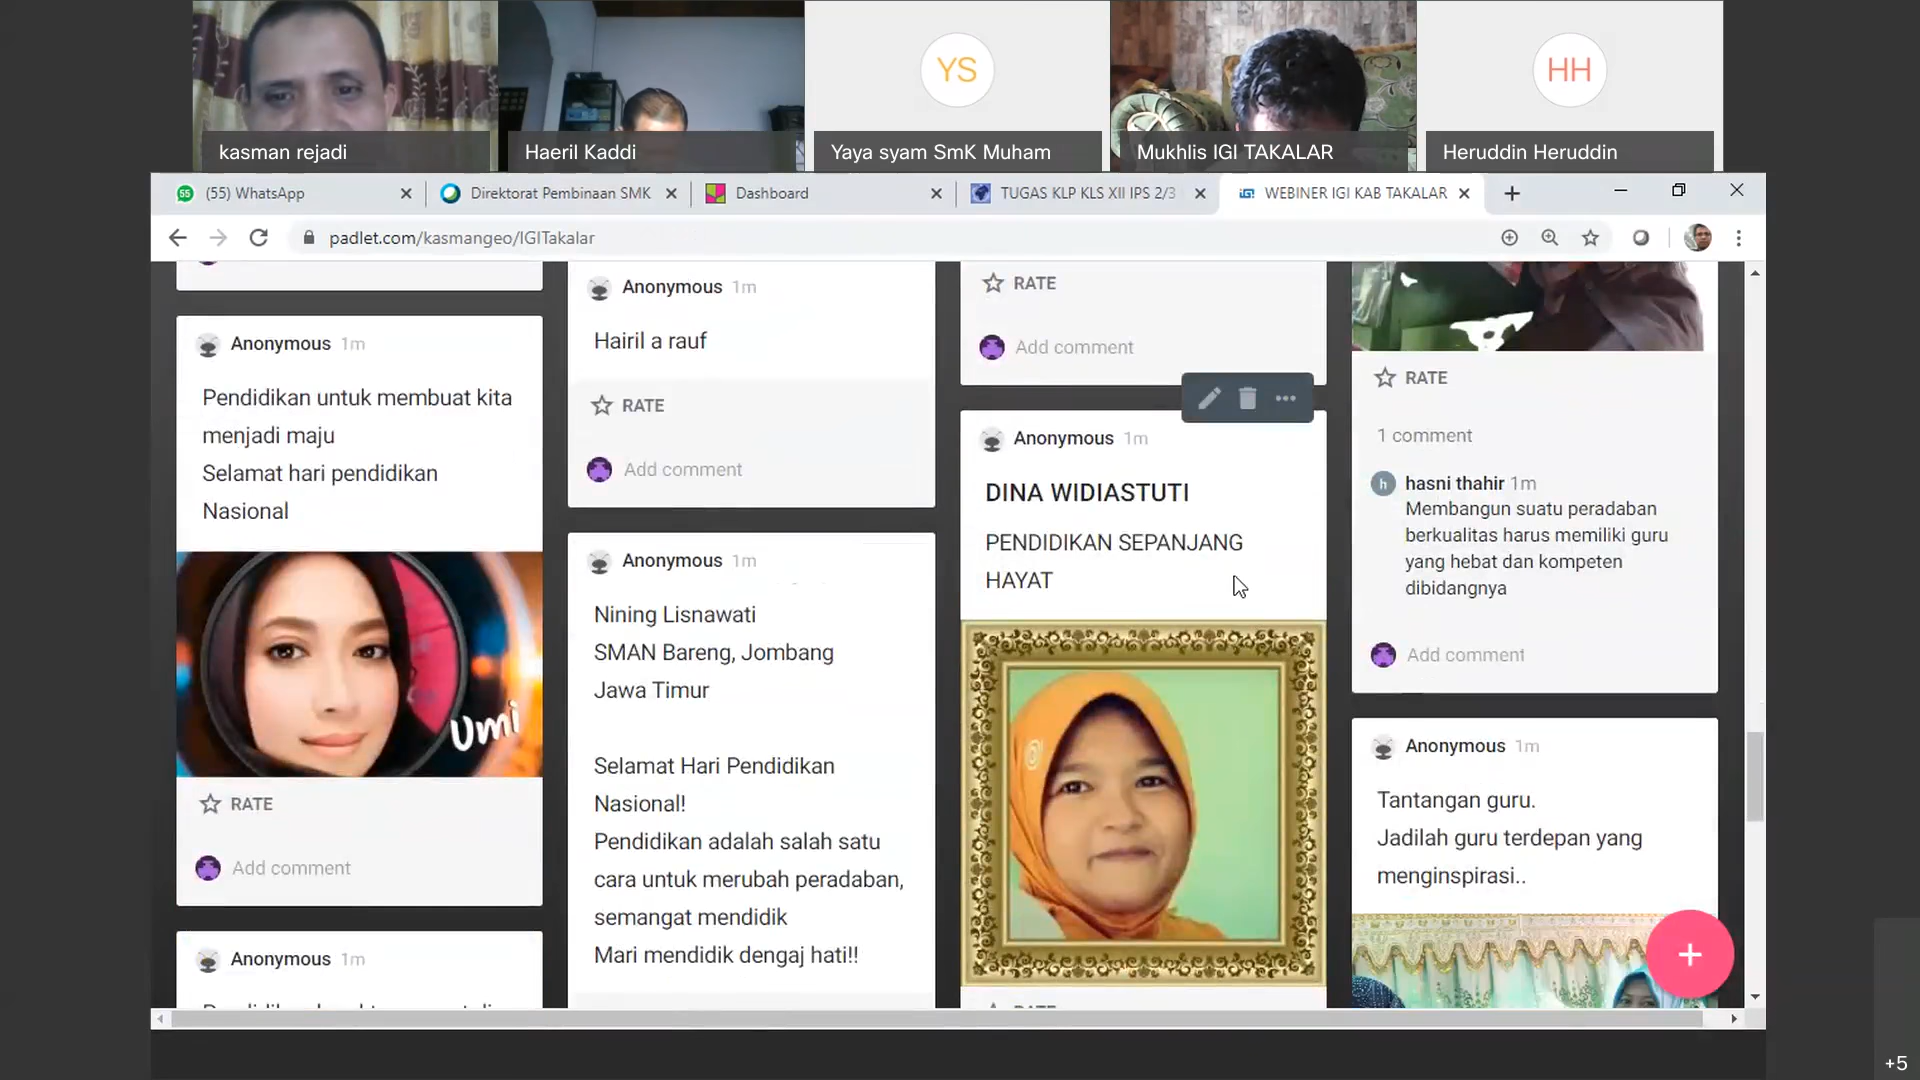 YS
HH
kasman rejadi
Haeril Kaddi
Yaya syam SmK Muham
Mukhlis IGI TAKALAR
Heruddin Heruddin
55
(55) WhatsApp
Direktorat Pembinaan SMK
Dashboard
TUGAS KLP KLS XII IPS 2/3
WEBINER IGI KAB TAKALAR
padlet.com/kasmangeo/IGITakalar
Anonymous 1m
Pendidikan untuk membuat kita
menjadi maju
Selamat hari pendidikan
Nasional
Umi
RATE
Add comment
Anonymous 1m
Anonymous 1m
Hairil a rauf
RATE
Add comment
Anonymous 1m
Nining Lisnawati
SMAN Bareng, Jombang
Jawa Timur
Selamat Hari Pendidikan
Nasional!
Pendidikan adalah salah satu
cara untuk merubah peradaban,
semangat mendidik
Mari mendidik dengaj hati!!
RATE
Add comment
Anonymous 1m
DINA WIDIASTUTI
PENDIDIKAN SEPANJANG
HAYAT
RATE
1 comment
h
hasni thahir 1m
Membangun suatu peradaban
berkualitas harus memiliki guru
yang hebat dan kompeten
dibidangnya
Add comment
Anonymous 1m
Tantangan guru.
Jadilah guru terdepan yang
menginspirasi..
+5